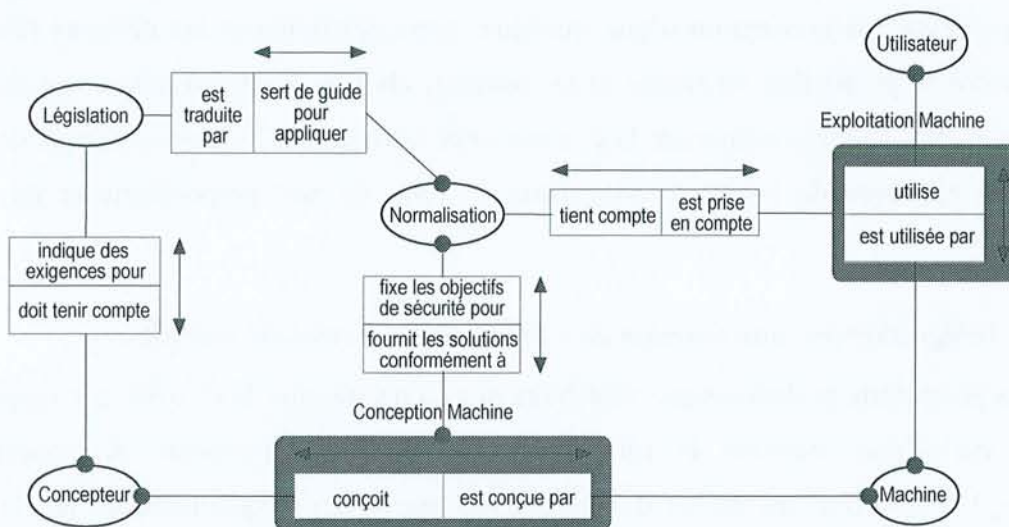 Utilisateur
Législation
est
traduite
par
sert de guide
pour
appliquer
Exploitation Machine
utilise
est utilisée par
Normalisation
tient compte
est prise
en compte
indique des
exigences pour
doit tenir compte
fixe les objectifs
de sécurité pour
fournit les solutions
conformément à
Conception Machine
Concepteur
conçoit
est conçue par
Machine